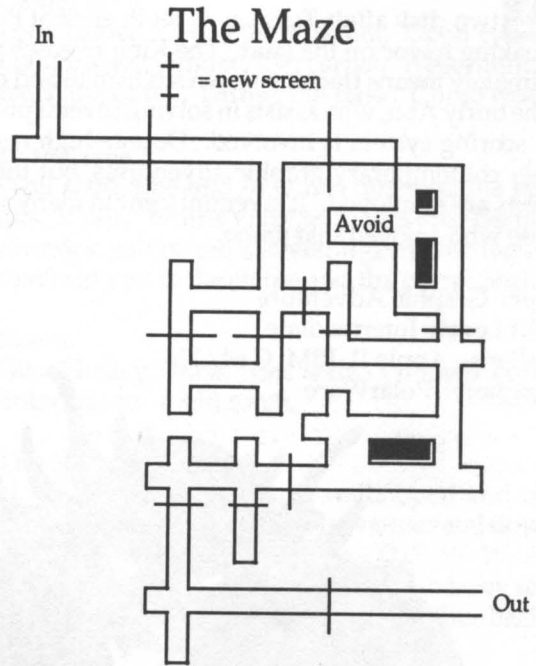 The Maze
In
= new screen
Avoid
Out